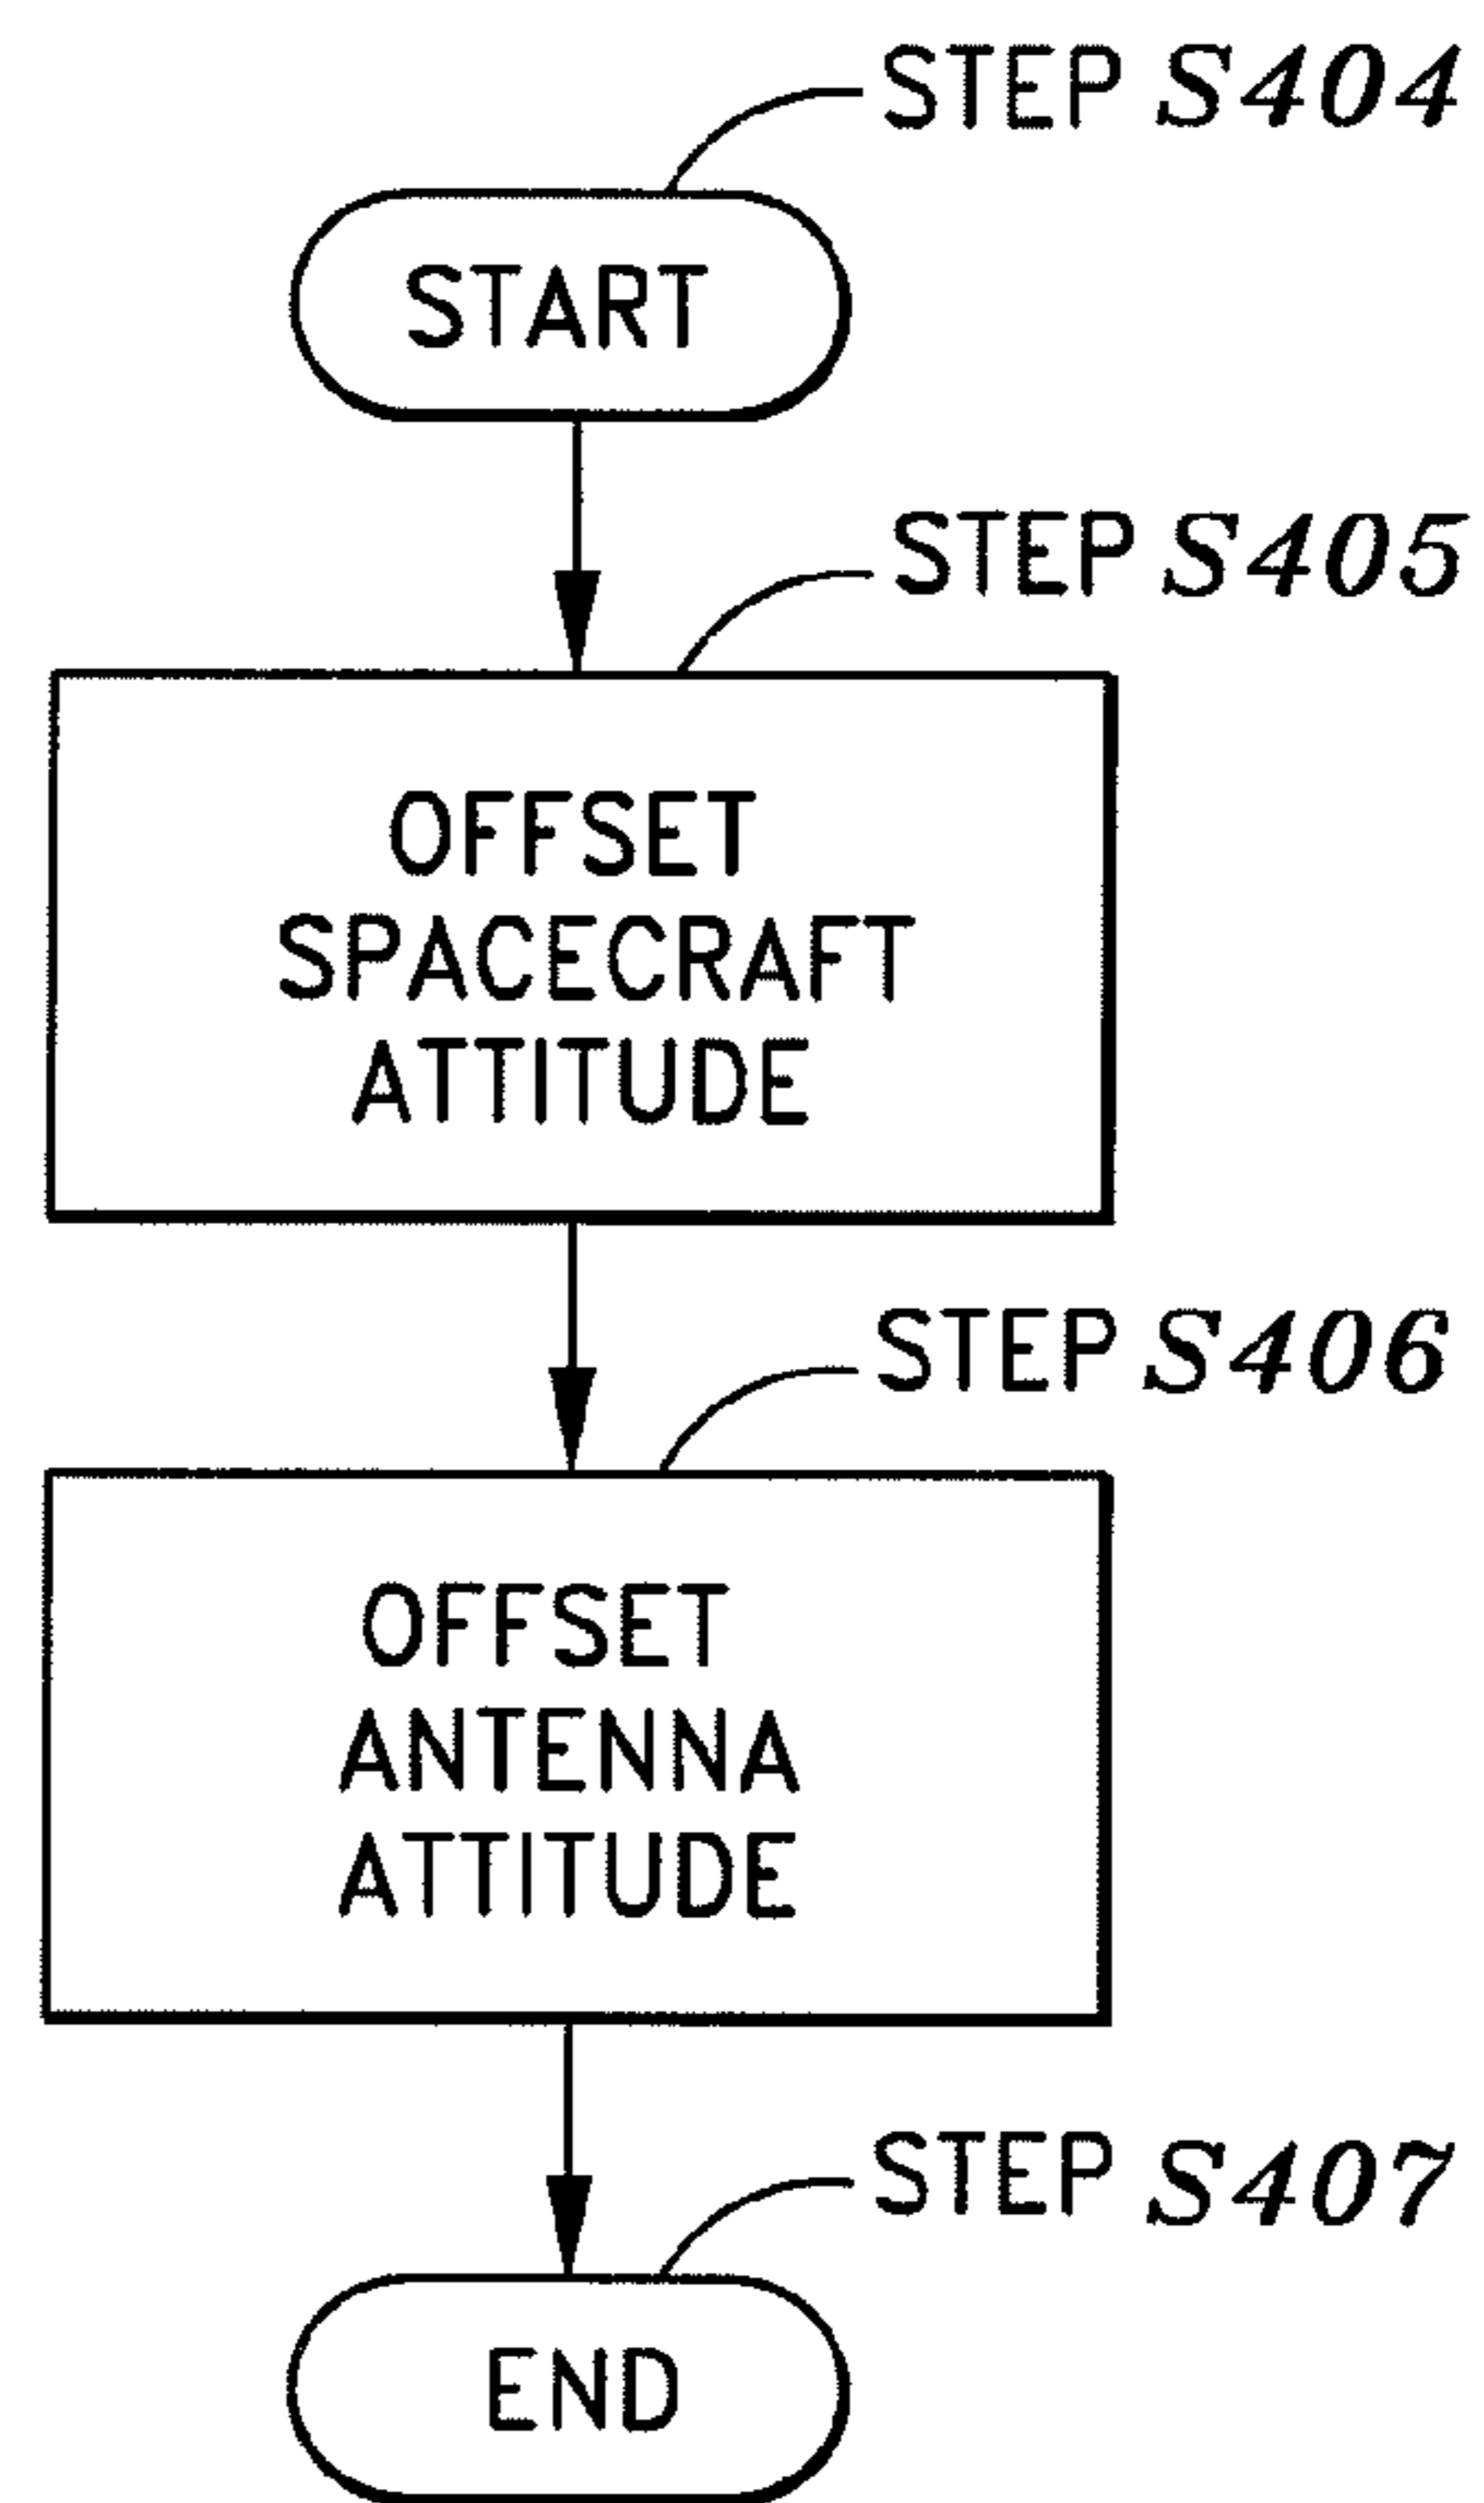 STEP S404
START
STEP S405
OFFSET
SPACECRAFT
ATTITUDE
STEP S406
OFFSET
ANTENNA
ATTITUDE
STEP S407
END